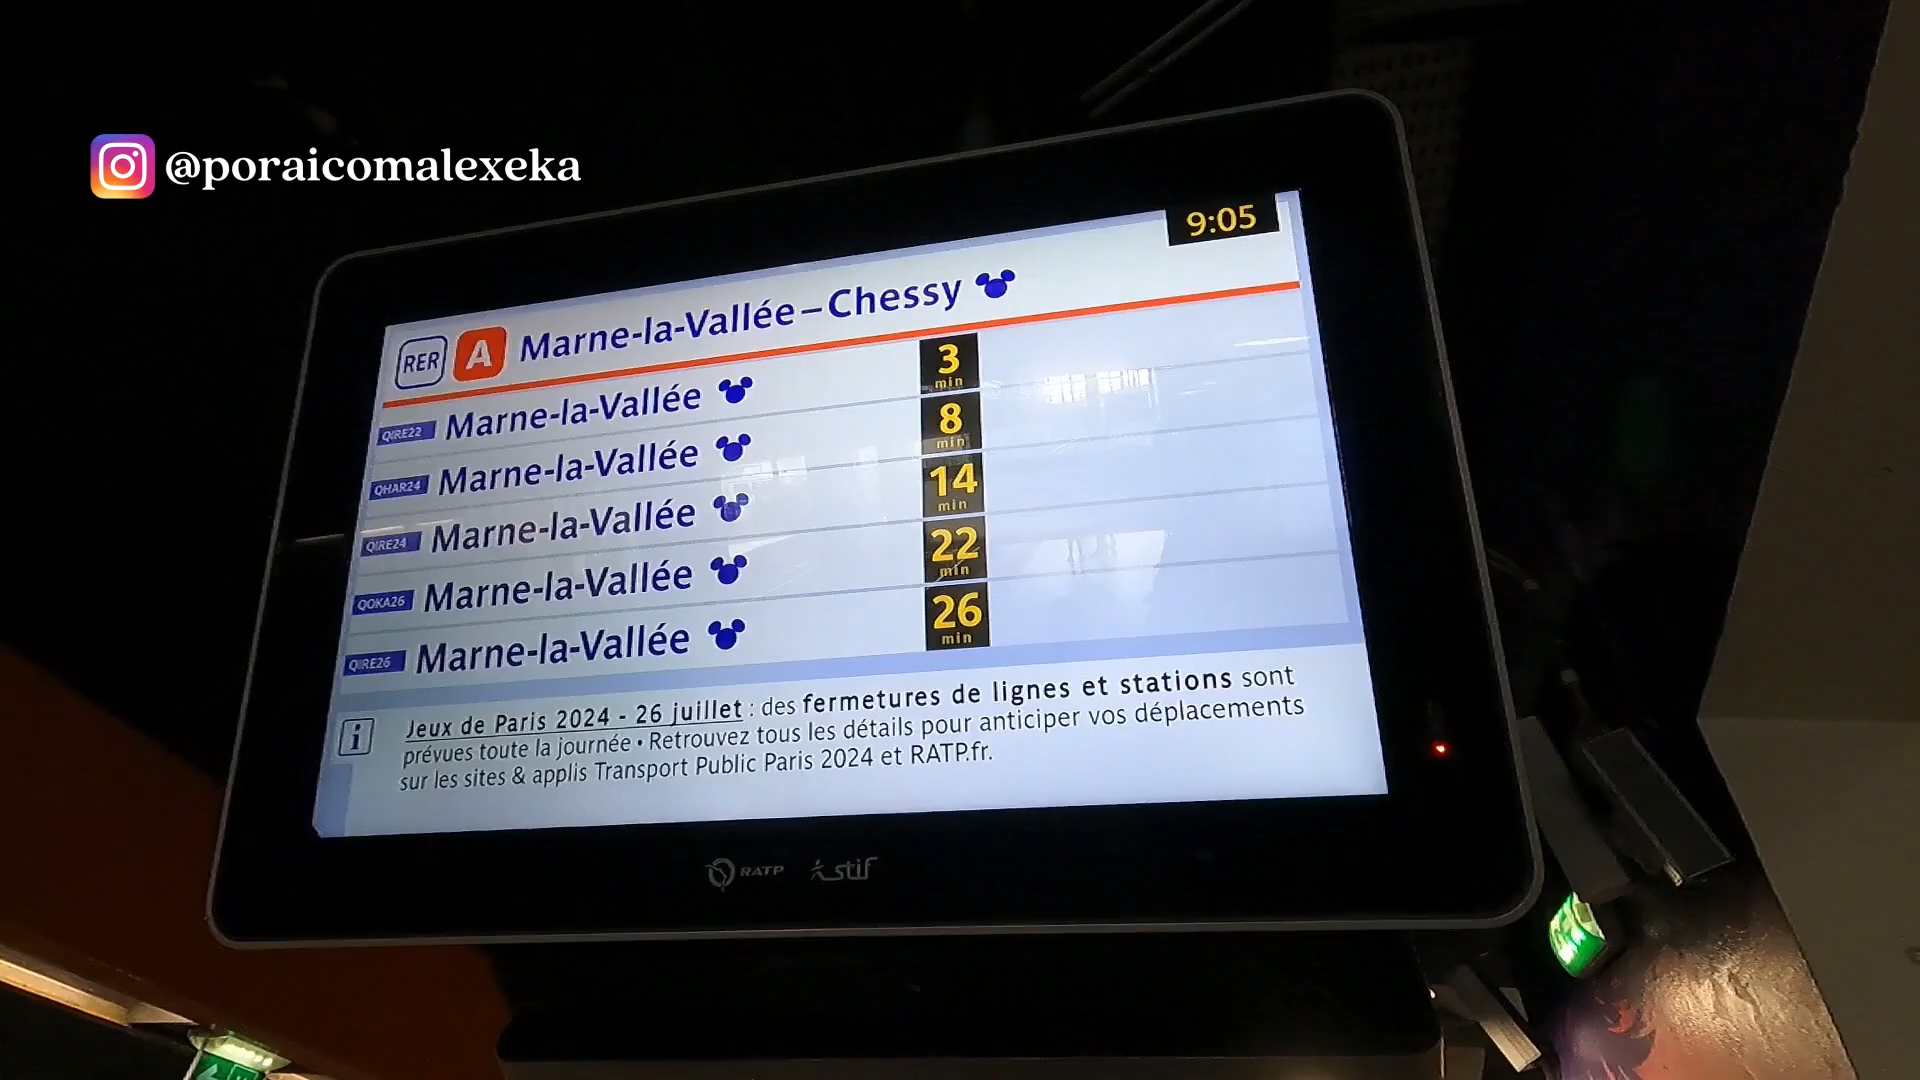 @poraicomalexeka
9:05
RER A Marne-la-Vallée–Chessy
QIRE22 Marne-la-Vallée 3 min
QHAR24 Marne-la-Vallée 8 min
QIRE24 Marne-la-Vallée 14 min
QOKA26 Marne-la-Vallée 22 min
QIRE26 Marne-la-Vallée 26 min
i Jeux de Paris 2024 - 26 juillet : des fermetures de lignes et stations sont
prévues toute la journée • Retrouvez tous les détails pour anticiper vos déplacements
sur les sites & applis Transport Public Paris 2024 et RATP.fr.
RATP stif